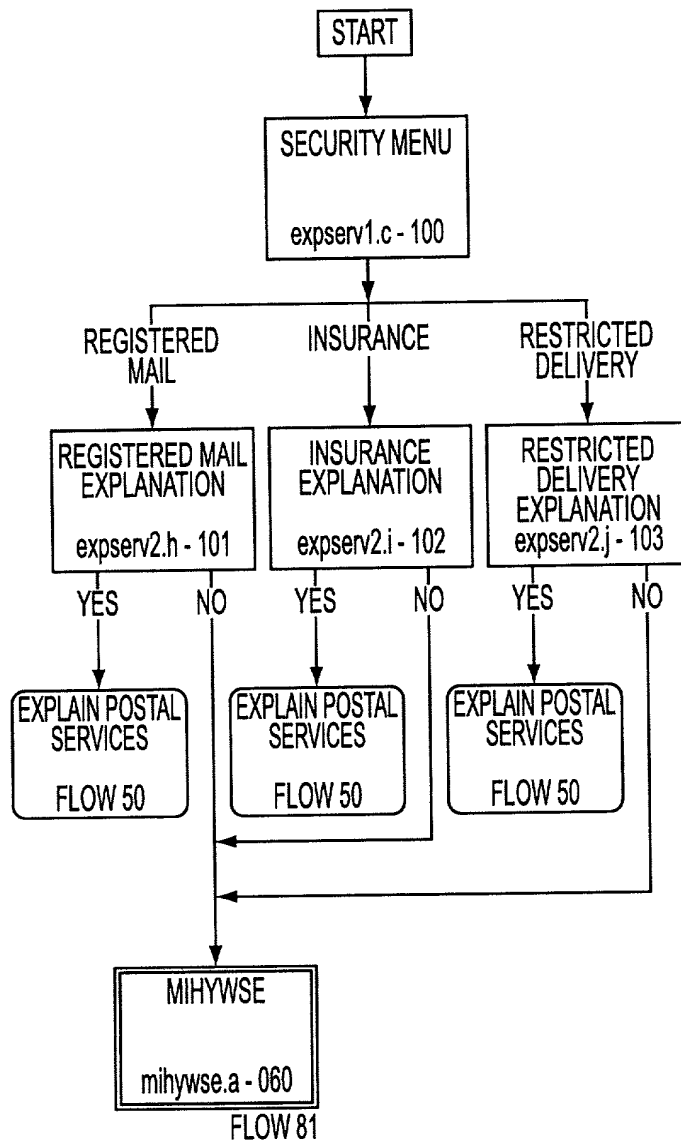 START
SECURITY MENU
expserv1.c - 100
REGISTERED
MAIL
INSURANCE
RESTRICTED
DELIVERY
REGISTERED MAIL
EXPLANATION
expserv2.h - 101
INSURANCE
EXPLANATION
expserv2.i - 102
RESTRICTED
DELIVERY
EXPLANATION
expserv2.j - 103
YES
NO
YES
NO
YES
NO
EXPLAIN POSTAL
SERVICES
FLOW 50
EXPLAIN POSTAL
SERVICES
FLOW 50
EXPLAIN POSTAL
SERVICES
FLOW 50
MIHYWSE
mihywse.a - 060
FLOW 81